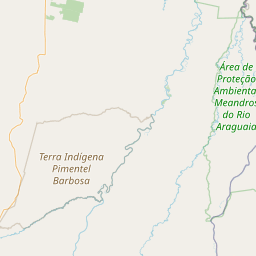 Área de
Proteção
Ambiental
Meandros
do Rio
Araguaia
Terra Indígena
Pimentel
Barbosa